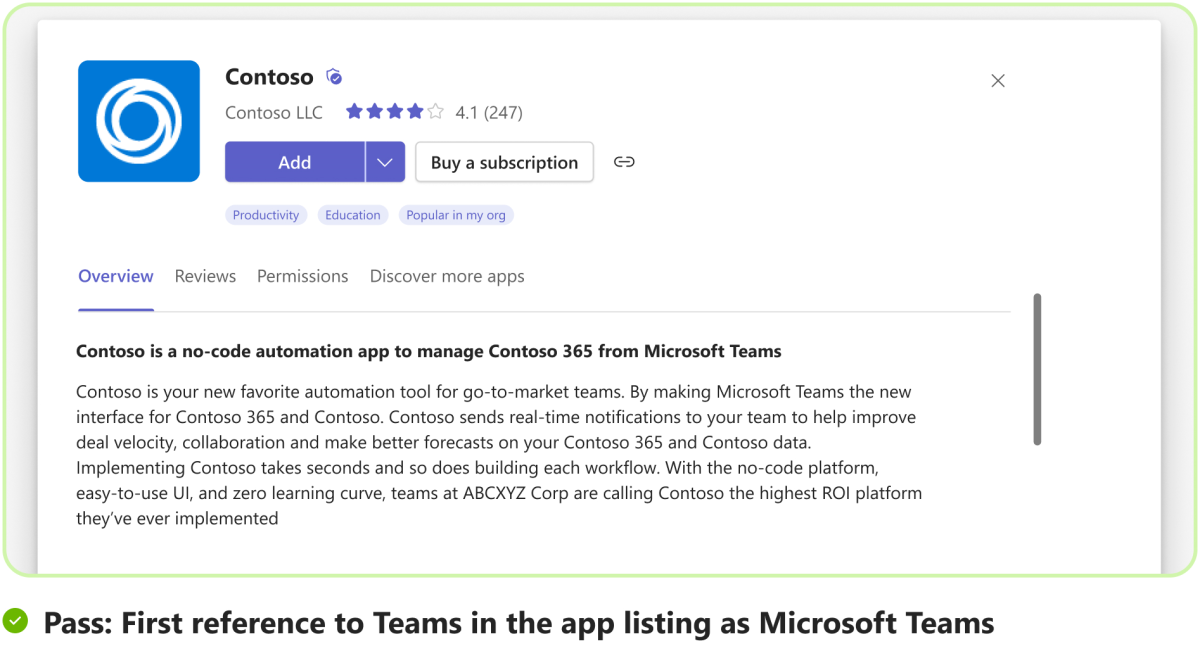 Contoso
Contoso LLC 4.1 (247)
Add Buy a subscription
Productivity Education Popular in my org
Overview Reviews Permissions Discover more apps
Contoso is a no-code automation app to manage Contoso 365 from Microsoft Teams
Contoso is your new favorite automation tool for go-to-market teams. By making Microsoft Teams the new
interface for Contoso 365 and Contoso. Contoso sends real-time notifications to your team to help improve
deal velocity, collaboration and make better forecasts on your Contoso 365 and Contoso data.
Implementing Contoso takes seconds and so does building each workflow. With the no-code platform,
easy-to-use UI, and zero learning curve, teams at ABCXYZ Corp are calling Contoso the highest ROI platform
they’ve ever implemented
Pass: First reference to Teams in the app listing as Microsoft Teams